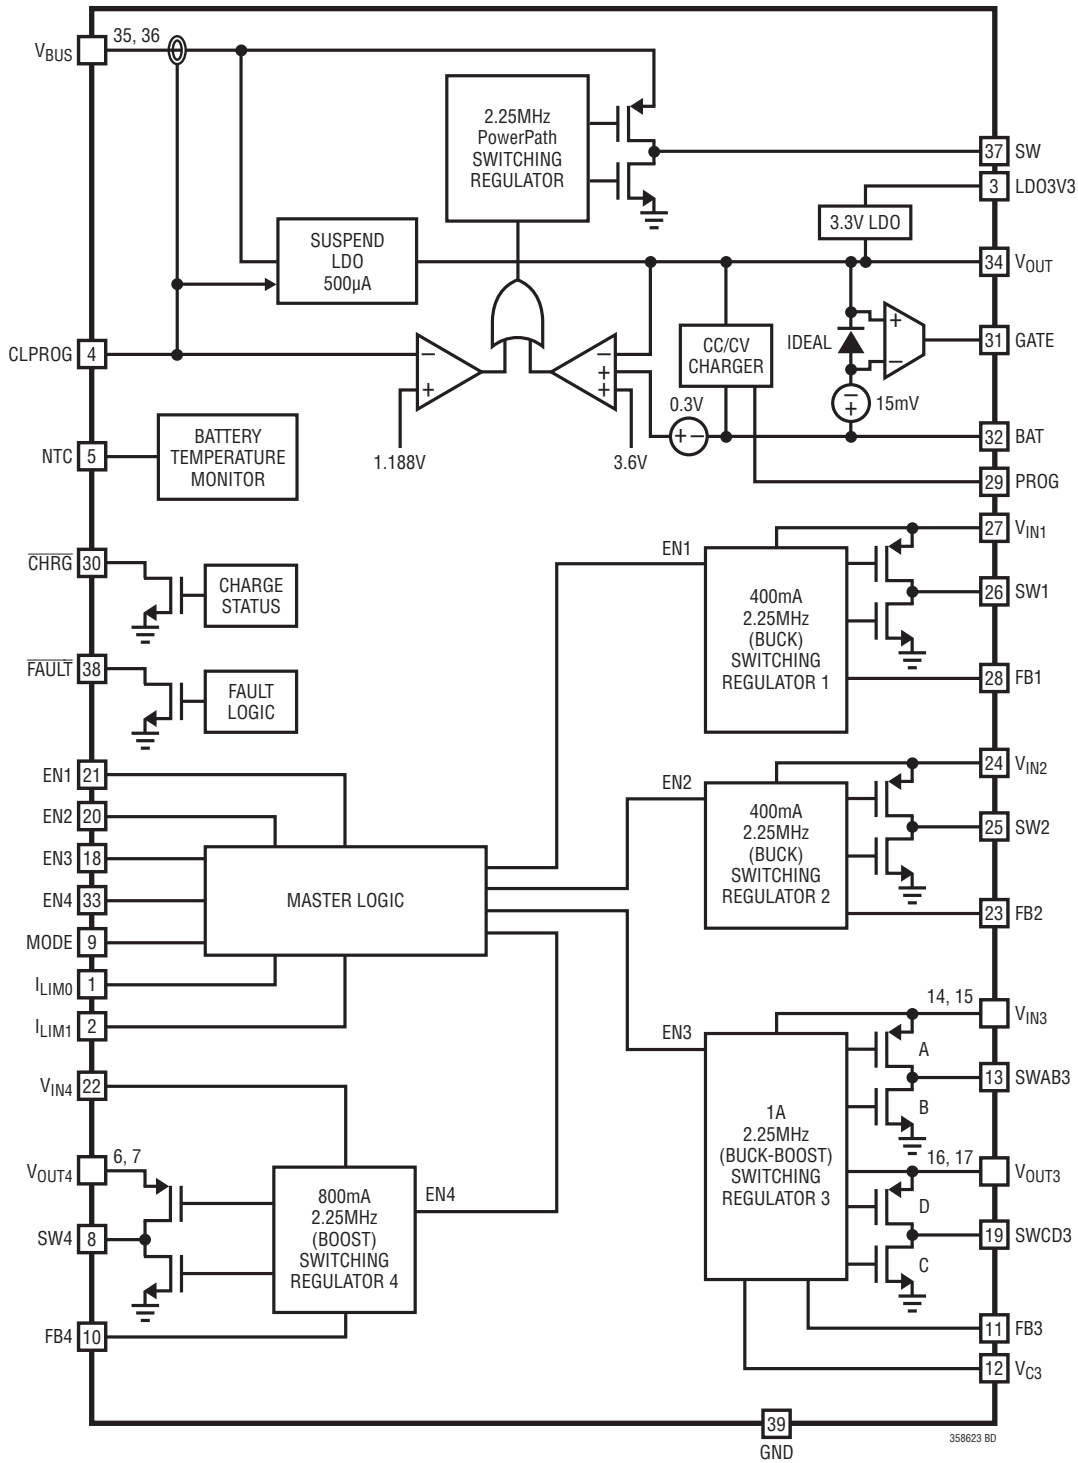 VBUS
35, 36
2.25MHz
PowerPath
SWITCHING
REGULATOR
37 SW
3 LDO3V3
3.3V LDO
SUSPEND
LDO
500µA
34 VOUT
CLPROG 4
−
+
−
+
+
CC/CV
CHARGER
IDEAL
+
−
31 GATE
−
+
15mV
0.3V
+ −
1.188V
3.6V
32 BAT
29 PROG
NTC 5
BATTERY
TEMPERATURE
MONITOR
CHRG 30
CHARGE
STATUS
FAULT 38
FAULT
LOGIC
EN1
400mA
2.25MHz
(BUCK)
SWITCHING
REGULATOR 1
27 VIN1
26 SW1
28 FB1
EN1 21
EN2 20
EN3 18
EN4 33
MODE 9
ILIM0 1
ILIM1 2
MASTER LOGIC
EN2
400mA
2.25MHz
(BUCK)
SWITCHING
REGULATOR 2
24 VIN2
25 SW2
23 FB2
EN3
1A
2.25MHz
(BUCK-BOOST)
SWITCHING
REGULATOR 3
14, 15
VIN3
A
13 SWAB3
B
16, 17
VOUT3
D
19 SWCD3
C
11 FB3
12 VC3
VIN4 22
VOUT4
6, 7
SW4 8
FB4 10
800mA
2.25MHz
(BOOST)
SWITCHING
REGULATOR 4
EN4
39
GND
358623 BD